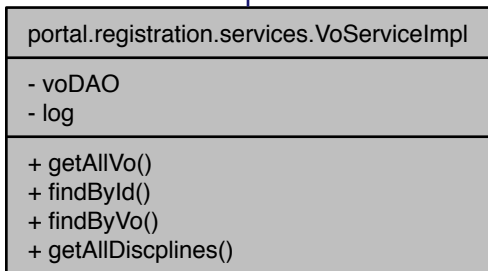 portal.registration.services.VoServiceImpl
- voDAO
- log
+ getAllVo()
+ findById()
+ findByVo()
+ getAllDiscplines()